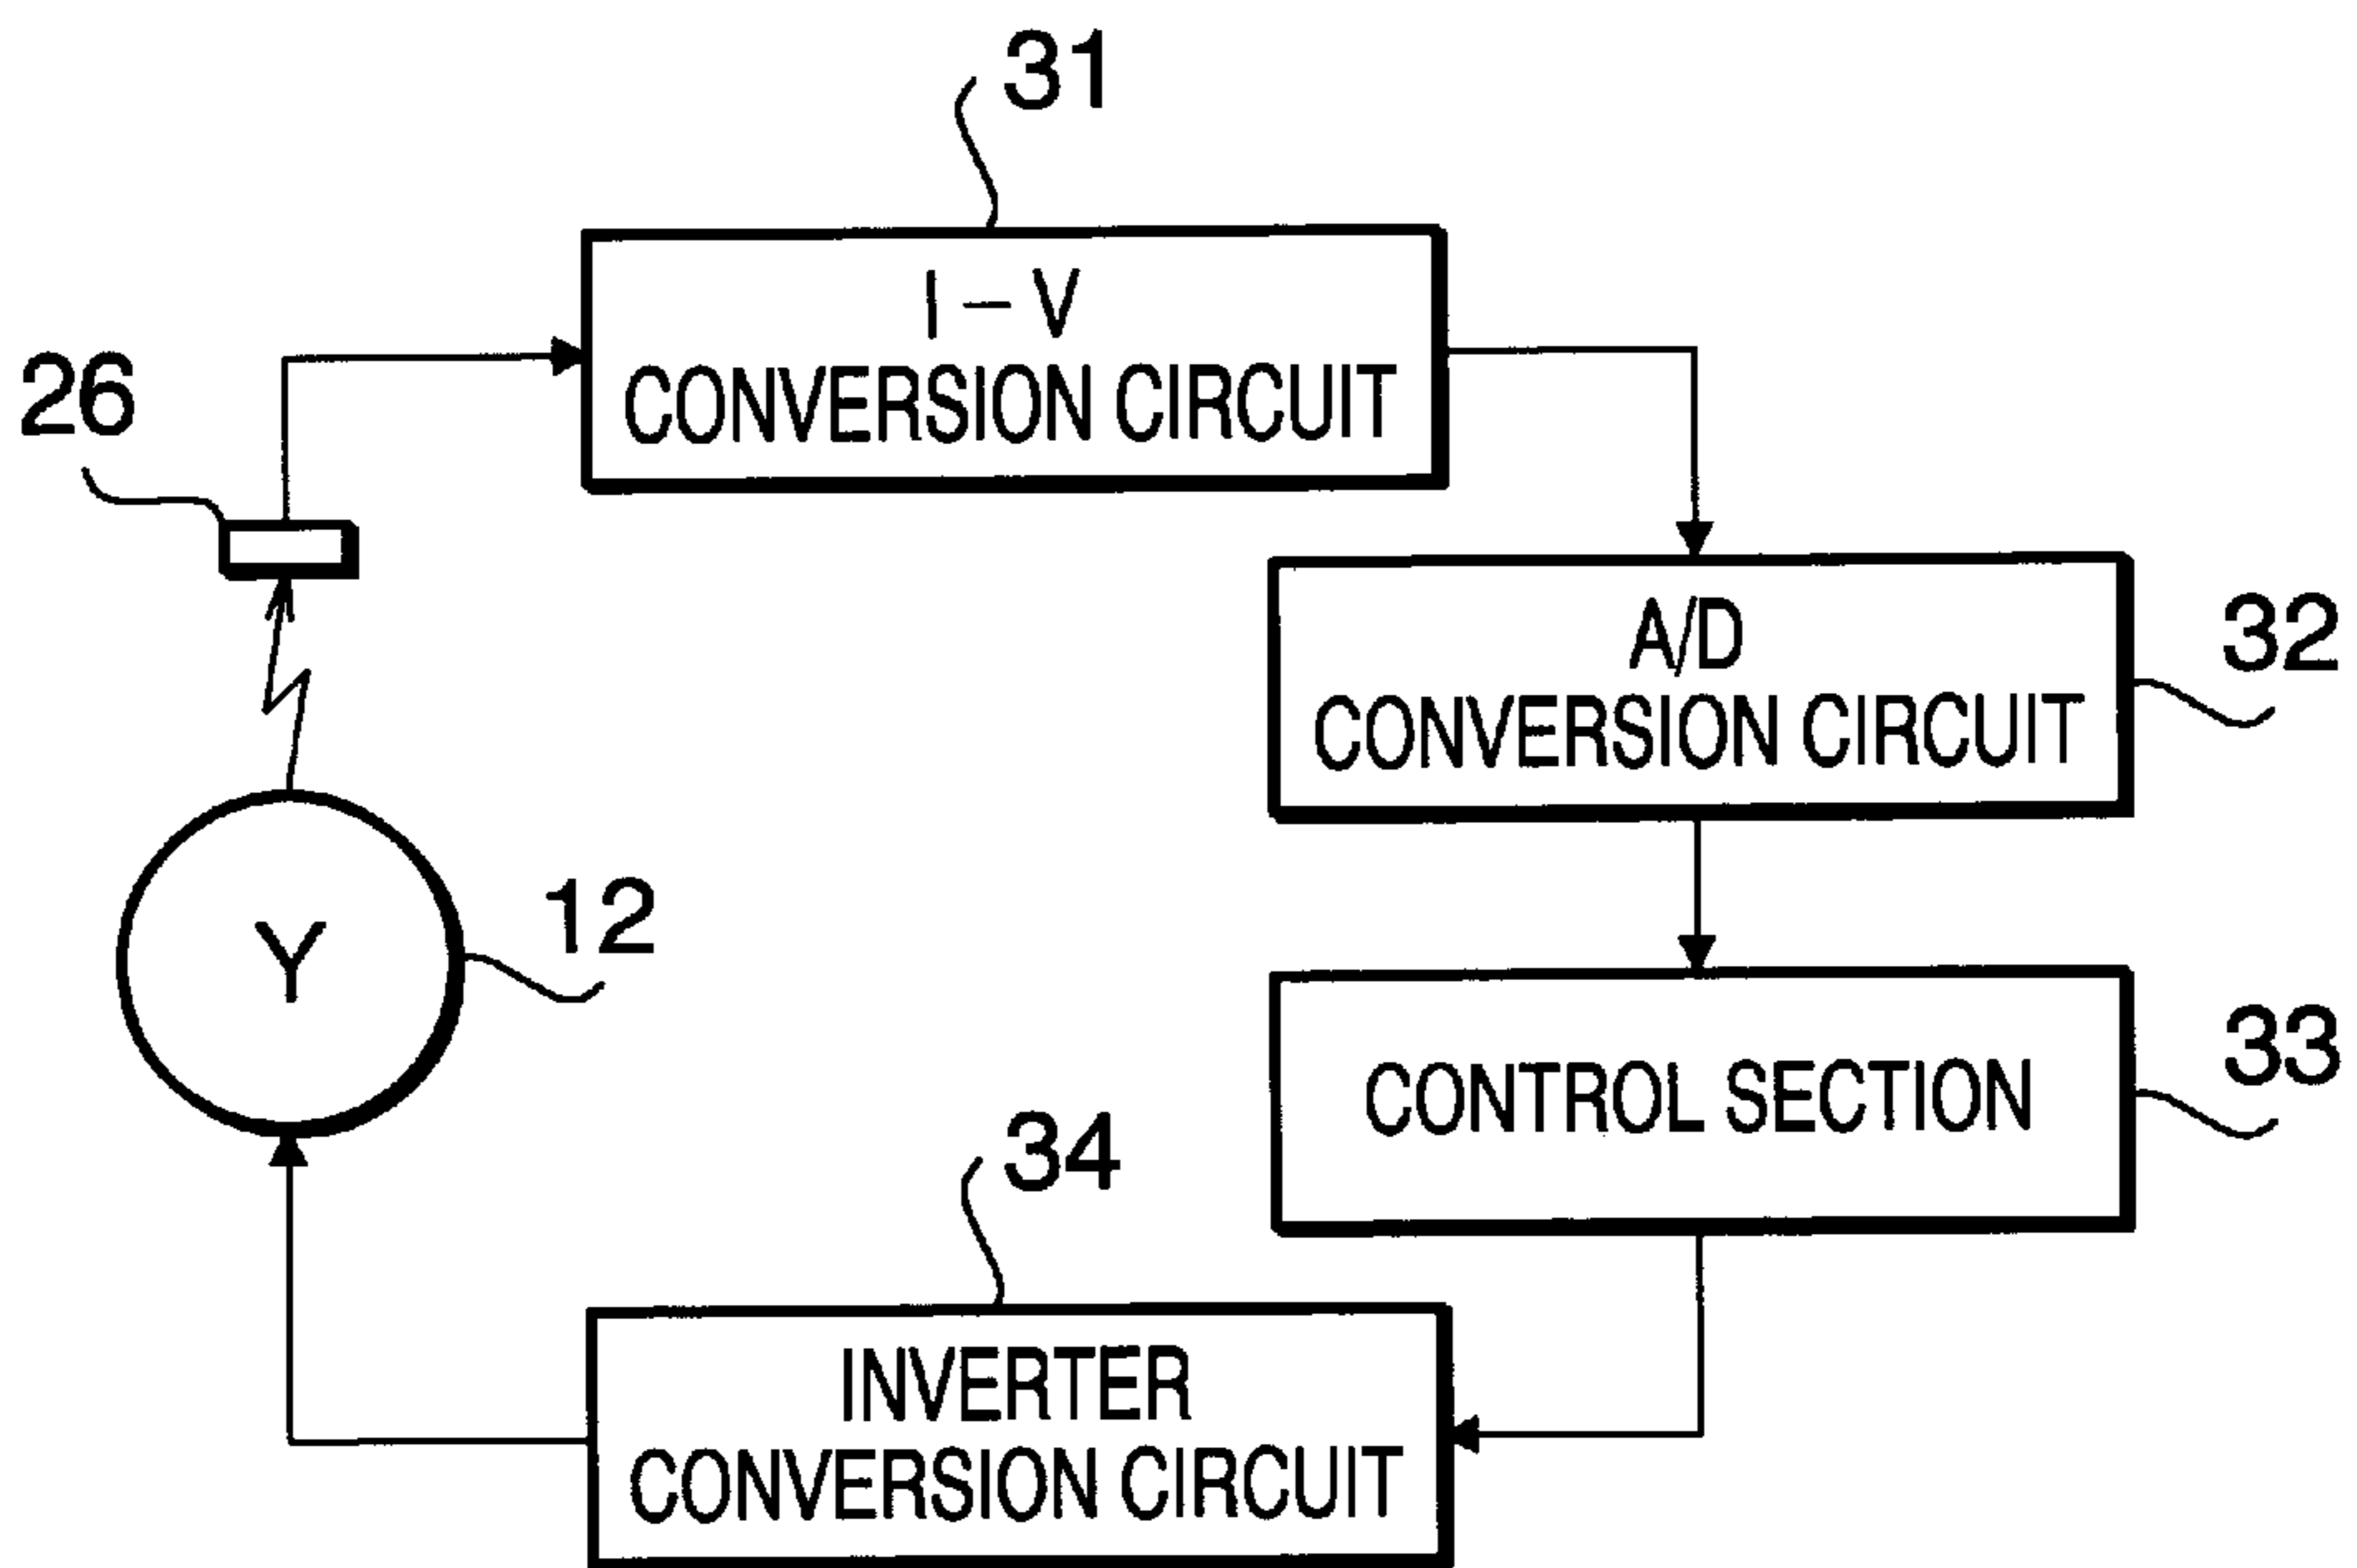 31
I – V
CONVERSION CIRCUIT
26
A/D
CONVERSION CIRCUIT
32
Y
12
CONTROL SECTION
33
34
INVERTER
CONVERSION CIRCUIT